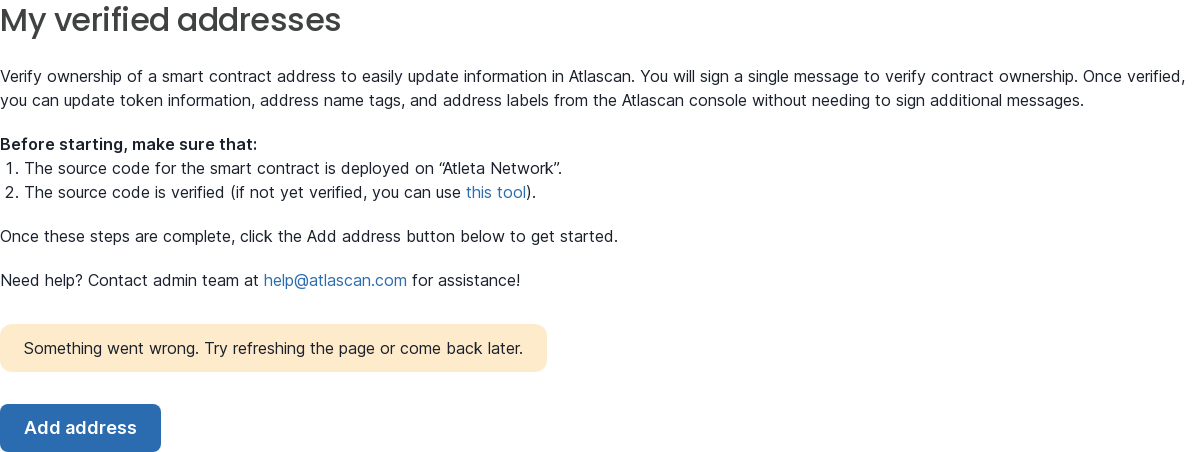 My verified addresses
Verify ownership of a smart contract address to easily update information in Atlascan. You will sign a single message to verify contract ownership. Once verified,
you can update token information, address name tags, and address labels from the Atlascan console without needing to sign additional messages.
Before starting, make sure that:
1. The source code for the smart contract is deployed on “Atleta Network”.
2. The source code is verified (if not yet verified, you can use this tool).
Once these steps are complete, click the Add address button below to get started.
Need help? Contact admin team at help@atlascan.com for assistance!
Something went wrong. Try refreshing the page or come back later.
Add address